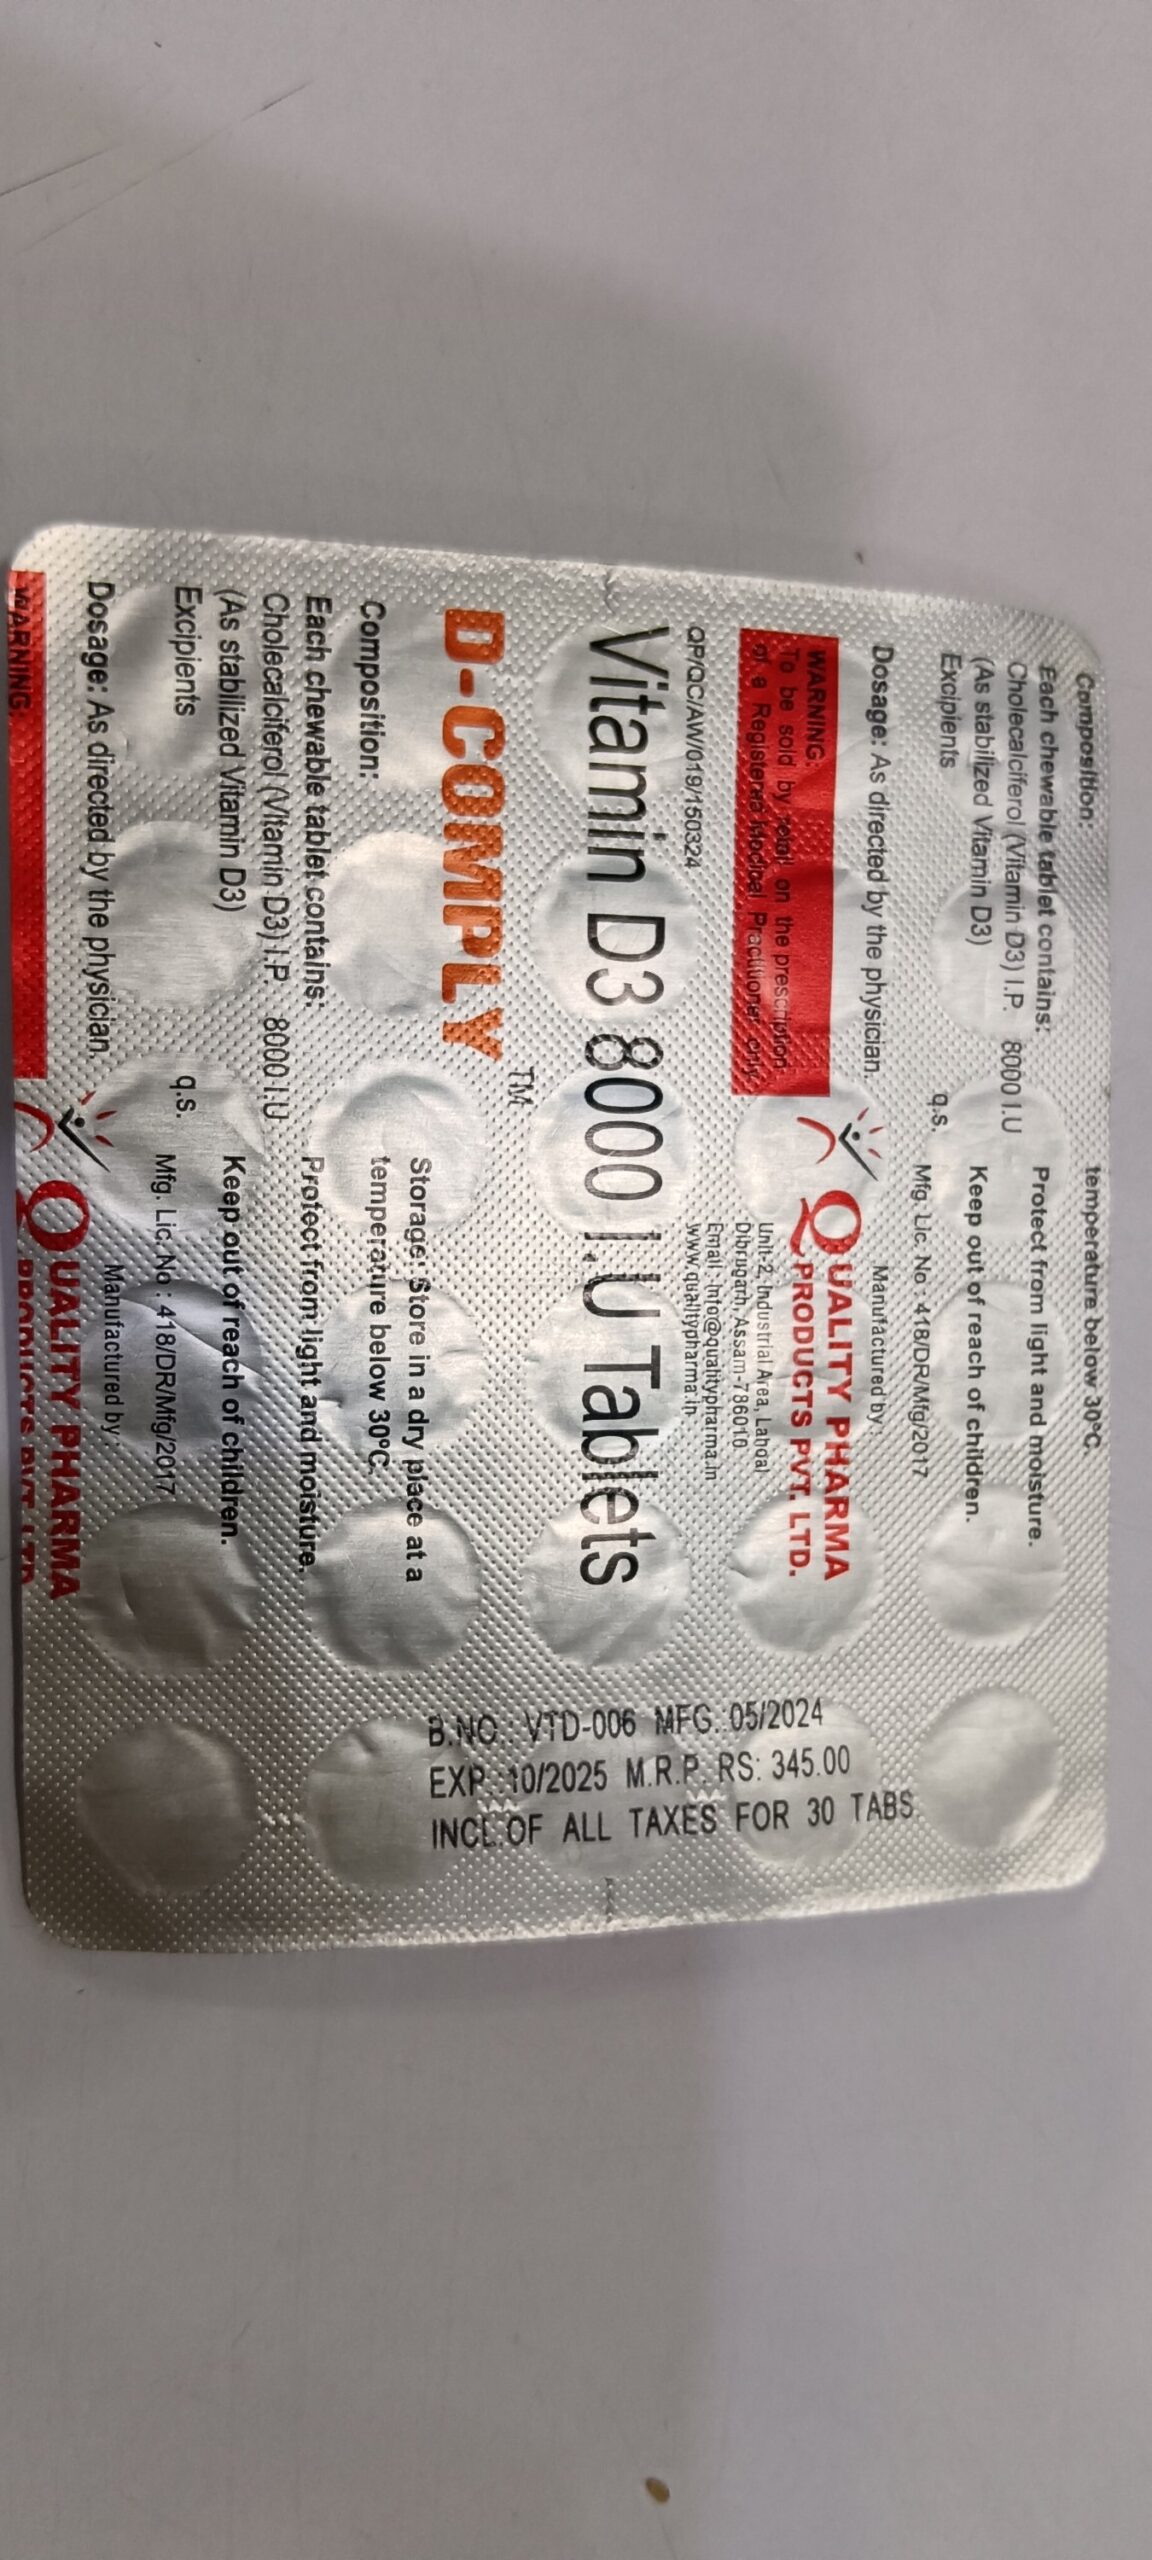 temperature below 30°C.
Composition:
Each chewable tablet contains:
Cholecalciferol (Vitamin D3) I.P. 8000 I.U
(As stabilized Vitamin D3)
Excipients q.s.
Protect from light and moisture.
Keep out of reach of children.
Mfg. Lic. No : 418/DR/Mfg/2017
Dosage: As directed by the physician.
Manufactured by :
WARNING:
To be sold by retail on the prescription
of a Registered Medical Practitioner only
QUALITY PHARMA
PRODUCTS PVT. LTD.
Unit-2, Industrial Area, Lahoal
Dibrugarh, Assam-786010
Email -info@qualitypharma.in
www.qualitypharma.in
QP/QC/AW/019/150324
Vitamin D3 8000 I.U Tablets
D-COMPLY™
Composition:
Each chewable tablet contains:
Cholecalciferol (Vitamin D3) I.P 8000 I.U
(As stabilized Vitamin D3)
Excipients q.s.
Storage: Store in a dry place at a
temperature below 30°C.
Protect from light and moisture.
Keep out of reach of children.
Mfg. Lic. No : 418/DR/Mfg/2017
Dosage: As directed by the physician.
Manufactured by :
WARNING:
QUALITY PHARMA
PRODUCTS PVT. LTD.
B.NO.: VTD-006 MFG.:05/2024
EXP.:10/2025 M.R.P. RS: 345.00
INCL.OF ALL TAXES FOR 30 TABS